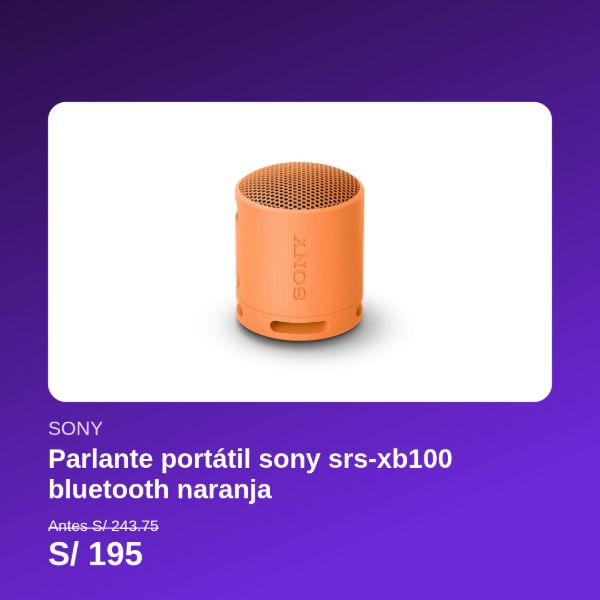 SONY
SONY
Parlante portátil sony srs-xb100
bluetooth naranja
Antes S/ 243.75
S/ 195